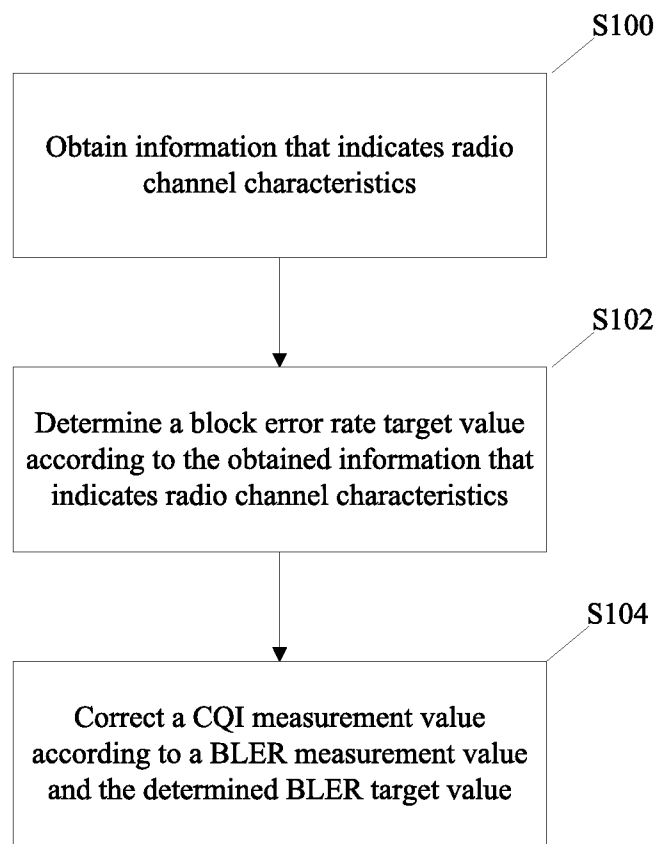 S100
Obtain information that indicates radio
channel characteristics
S102
Determine a block error rate target value
according to the obtained information that
indicates radio channel characteristics
S104
Correct a CQI measurement value
according to a BLER measurement value
and the determined BLER target value